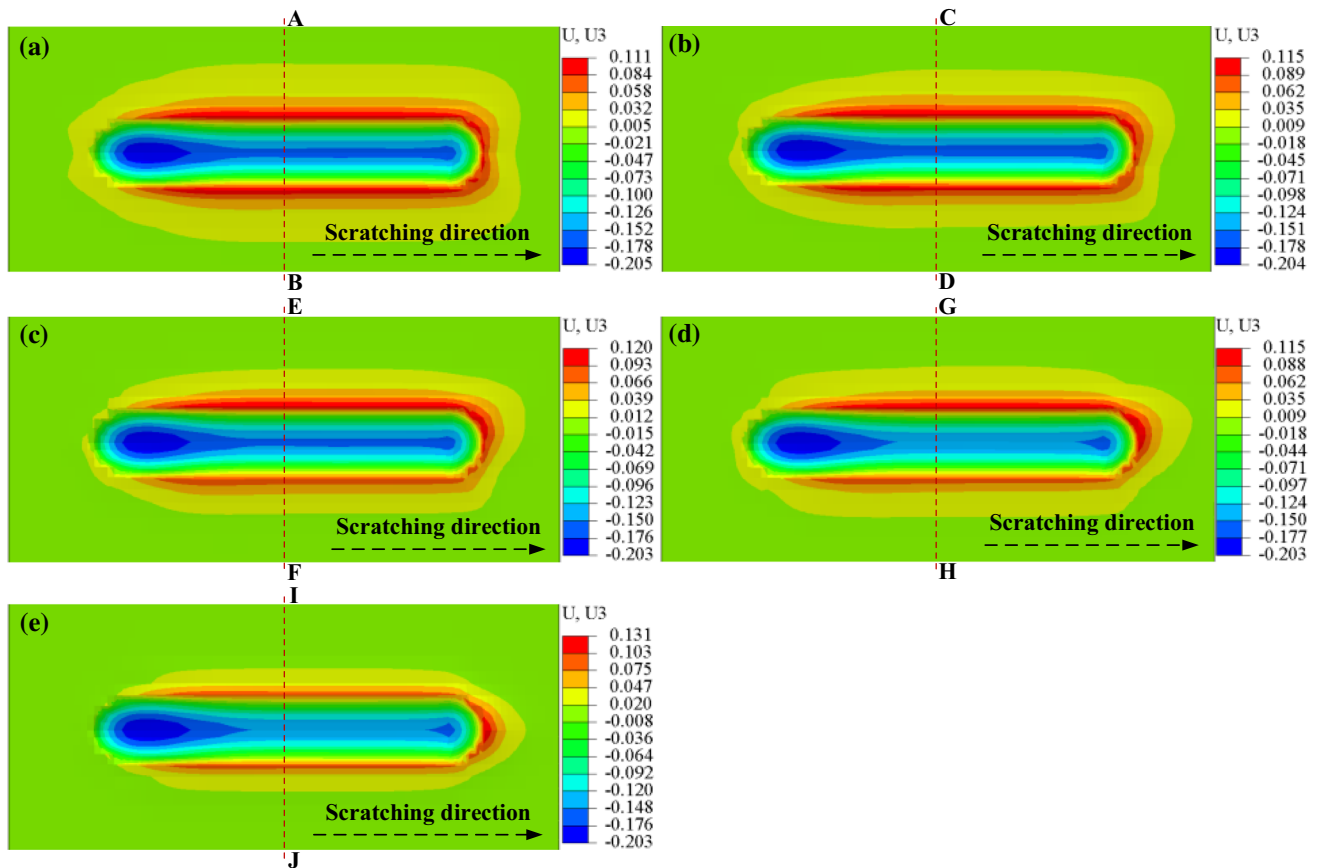 A
(a)
U, U3
0.111
0.084
0.058
0.032
0.005
-0.021
-0.047
-0.073
-0.100
-0.126
-0.152
-0.178
-0.205
Scratching direction
B
C
(b)
U, U3
0.115
0.089
0.062
0.035
0.009
-0.018
-0.045
-0.071
-0.098
-0.124
-0.151
-0.178
-0.204
Scratching direction
D
E
(c)
U, U3
0.120
0.093
0.066
0.039
0.012
-0.015
-0.042
-0.069
-0.096
-0.123
-0.150
-0.176
-0.203
Scratching direction
F
G
(d)
U, U3
0.115
0.088
0.062
0.035
0.009
-0.018
-0.044
-0.071
-0.097
-0.124
-0.150
-0.177
-0.203
Scratching direction
H
I
(e)
U, U3
0.131
0.103
0.075
0.047
0.020
-0.008
-0.036
-0.064
-0.092
-0.120
-0.148
-0.176
-0.203
Scratching direction
J